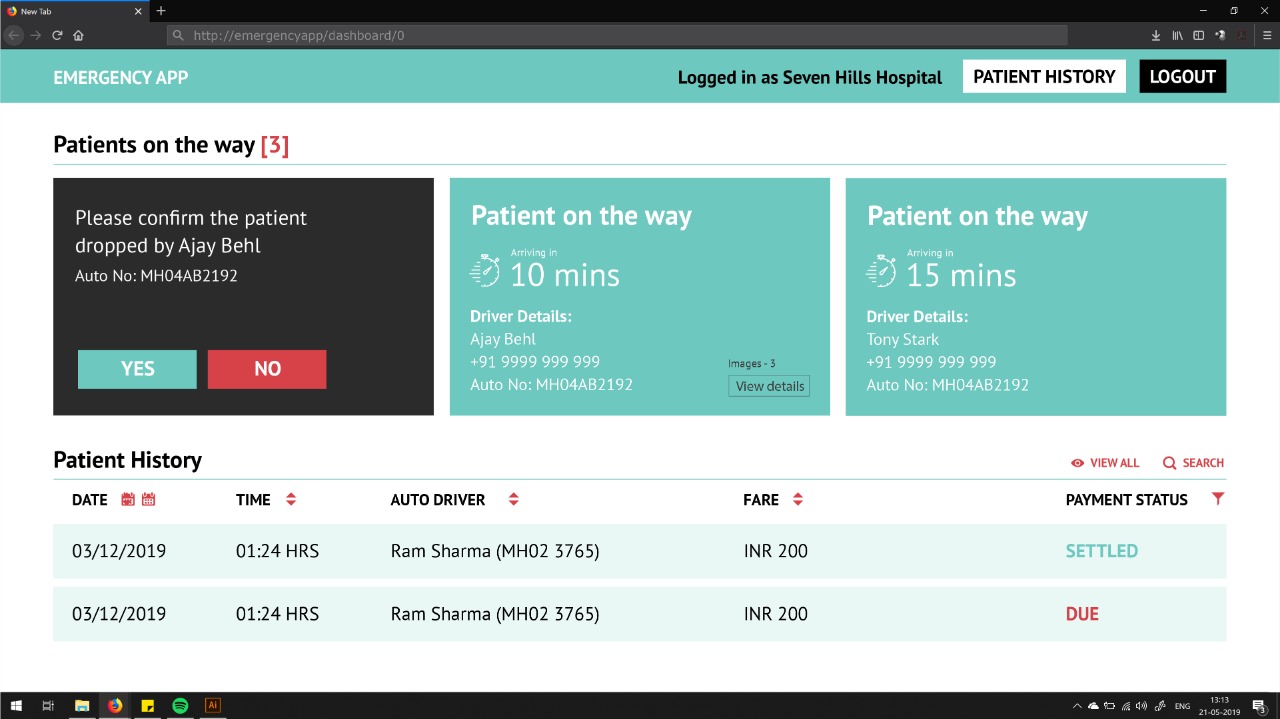 New Tab
http://emergencyapp/dashboard/0
EMERGENCY APP
Logged in as Seven Hills Hospital
PATIENT HISTORY
LOGOUT
Patients on the way [3]
Please confirm the patient
dropped by Ajay Behl
Auto No: MH04AB2192
YES
NO
Patient on the way
Arriving in
10 mins
Driver Details:
Ajay Behl
+91 9999 999 999
Auto No: MH04AB2192
Images - 3
View details
Patient on the way
Arriving in
15 mins
Driver Details:
Tony Stark
+91 9999 999 999
Auto No: MH04AB2192
Patient History
VIEW ALL
SEARCH
DATE TIME AUTO DRIVER FARE PAYMENT STATUS
03/12/2019 01:24 HRS Ram Sharma (MH02 3765) INR 200 SETTLED
03/12/2019 01:24 HRS Ram Sharma (MH02 3765) INR 200 DUE
Ai
ENG
13:13
21-05-2019
3